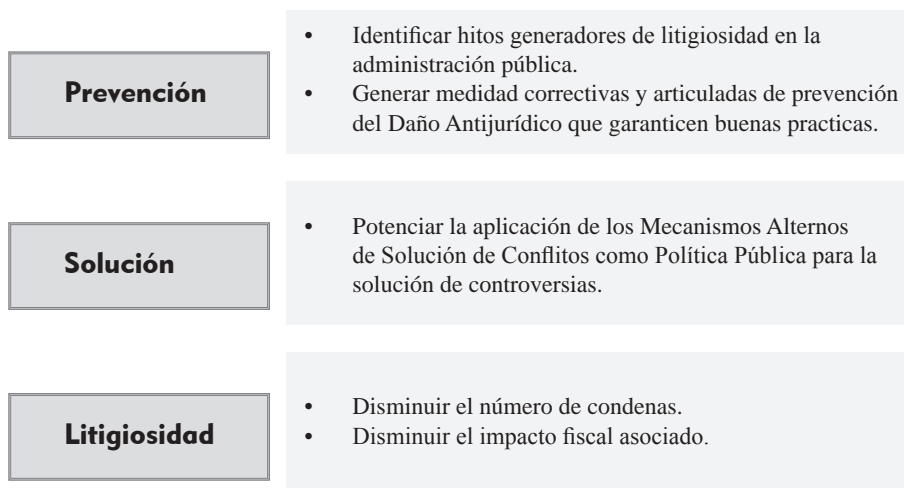 Prevención
• Identificar hitos generadores de litigiosidad en la
administración pública.
• Generar medidad correctivas y articuladas de prevención
del Daño Antijurídico que garanticen buenas practicas.
Solución
• Potenciar la aplicación de los Mecanismos Alternos
de Solución de Conflitos como Política Pública para la
solución de controversias.
Litigiosidad
• Disminuir el número de condenas.
• Disminuir el impacto fiscal asociado.